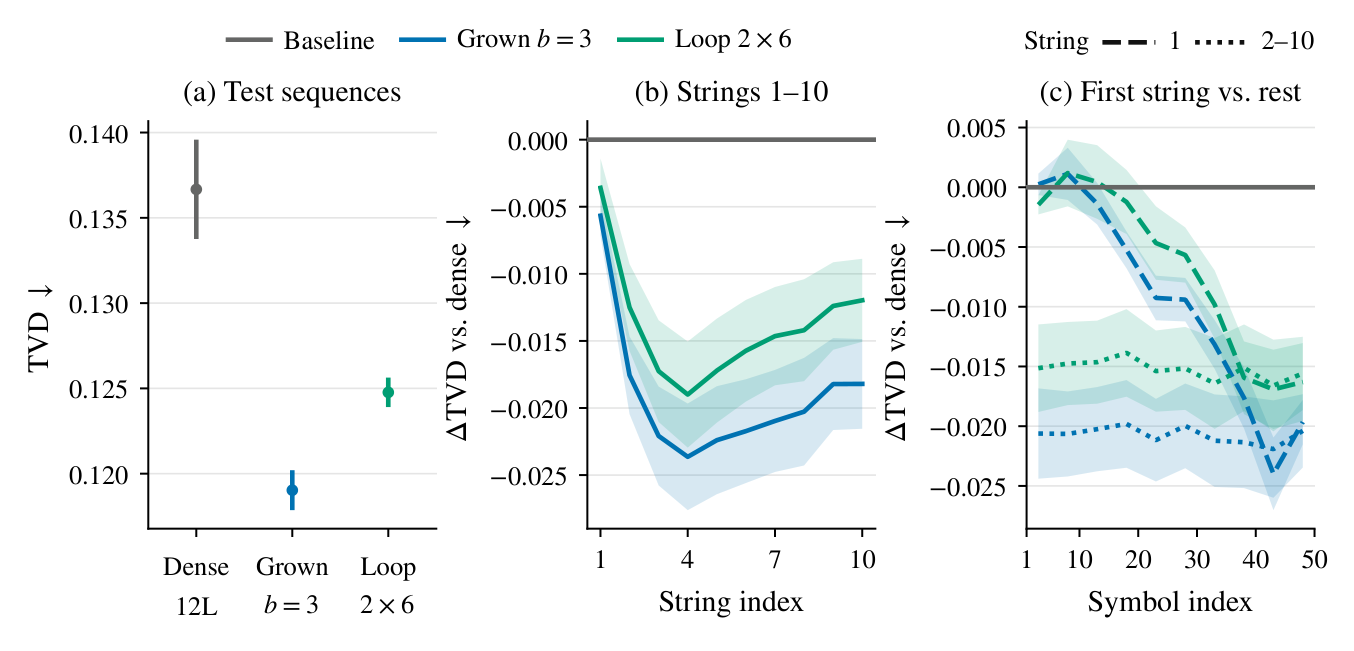 Baseline Grown b = 3 Loop 2 × 6 String 1 2–10
(a) Test sequences
TVD ↓
0.140
0.135
0.130
0.125
0.120
Dense 12L
Grown b = 3
Loop 2 × 6
(b) Strings 1–10
ΔTVD vs. dense ↓
0.000
−0.005
−0.010
−0.015
−0.020
−0.025
1 4 7 10
String index
(c) First string vs. rest
ΔTVD vs. dense ↓
0.005
0.000
−0.005
−0.010
−0.015
−0.020
−0.025
1 10 20 30 40 50
Symbol index